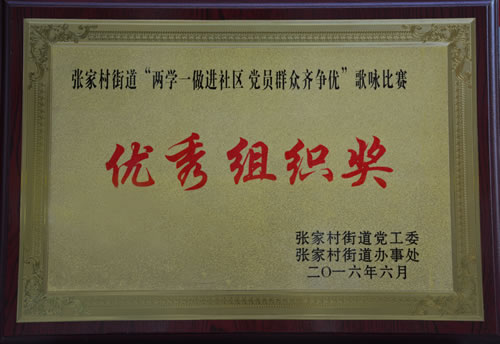 张家村街道“两学一做进社区 党员群众齐争优”歌咏比赛
优秀组织奖
张家村街道党工委
张家村街道办事处
二〇一六年六月